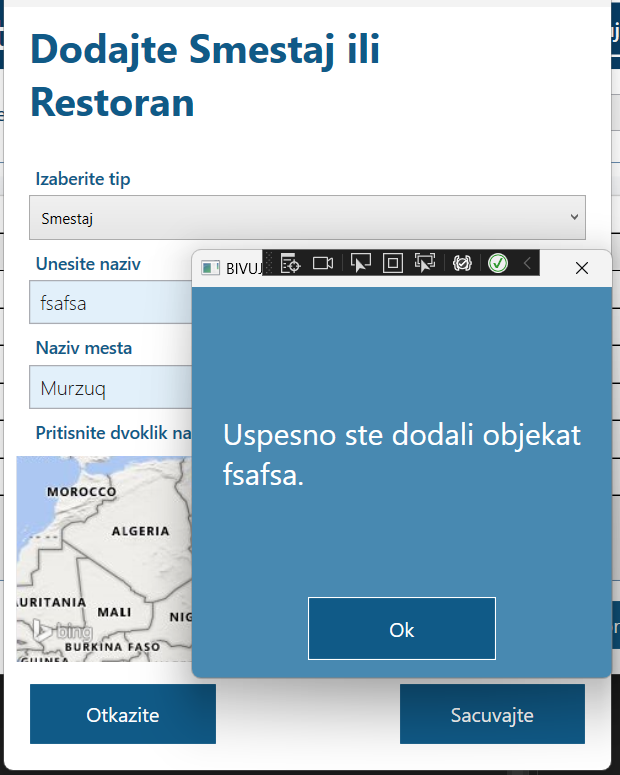 Dodajte Smestaj ili
Restoran
Izaberite tip
Smestaj
Unesite naziv
fsafsa
BIVUJ
Naziv mesta
Murzuq
Pritisnite dvoklik na
Uspesno ste dodali objekat
fsafsa.
MOROCCO
ALGERIA
URITANIA
MALI
NIG
bing
BURKINA FASO
GUINEA
Ok
Otkazite
Sacuvajte